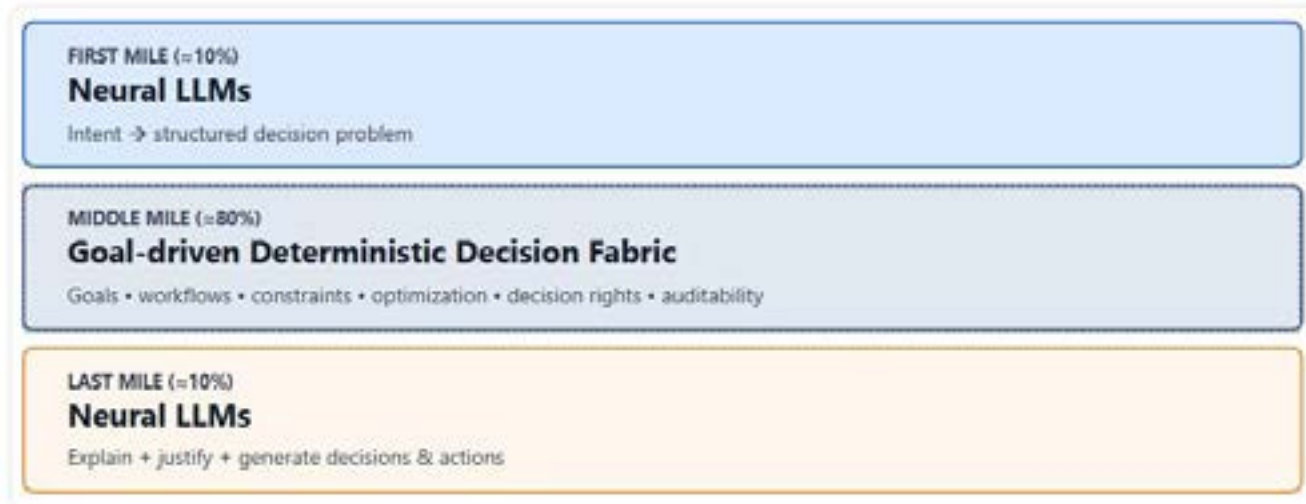 FIRST MILE (≈10%)
Neural LLMs
Intent → structured decision problem
MIDDLE MILE (≈80%)
Goal-driven Deterministic Decision Fabric
Goals • workflows • constraints • optimization • decision rights • auditability
LAST MILE (≈10%)
Neural LLMs
Explain + justify + generate decisions & actions